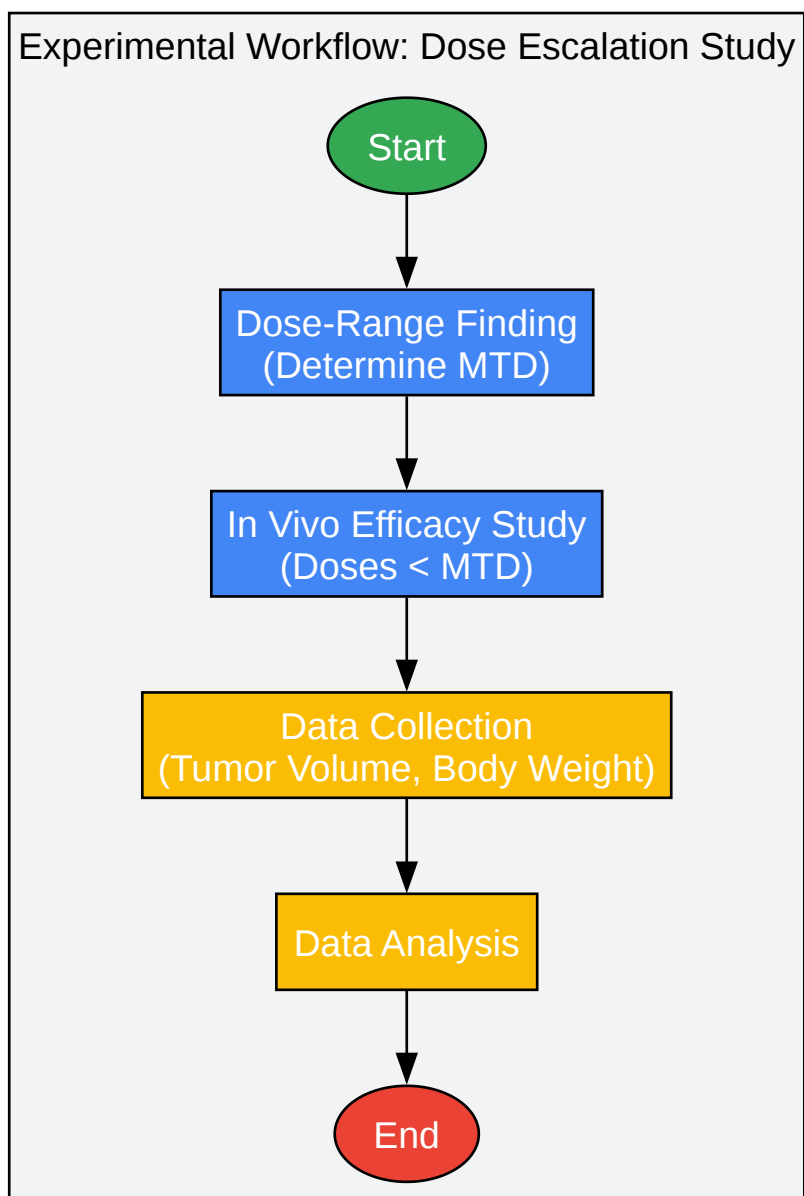 Experimental Workflow: Dose Escalation Study
Start
Dose-Range Finding
(Determine MTD)
In Vivo Efficacy Study
(Doses < MTD)
Data Collection
(Tumor Volume, Body Weight)
Data Analysis
End